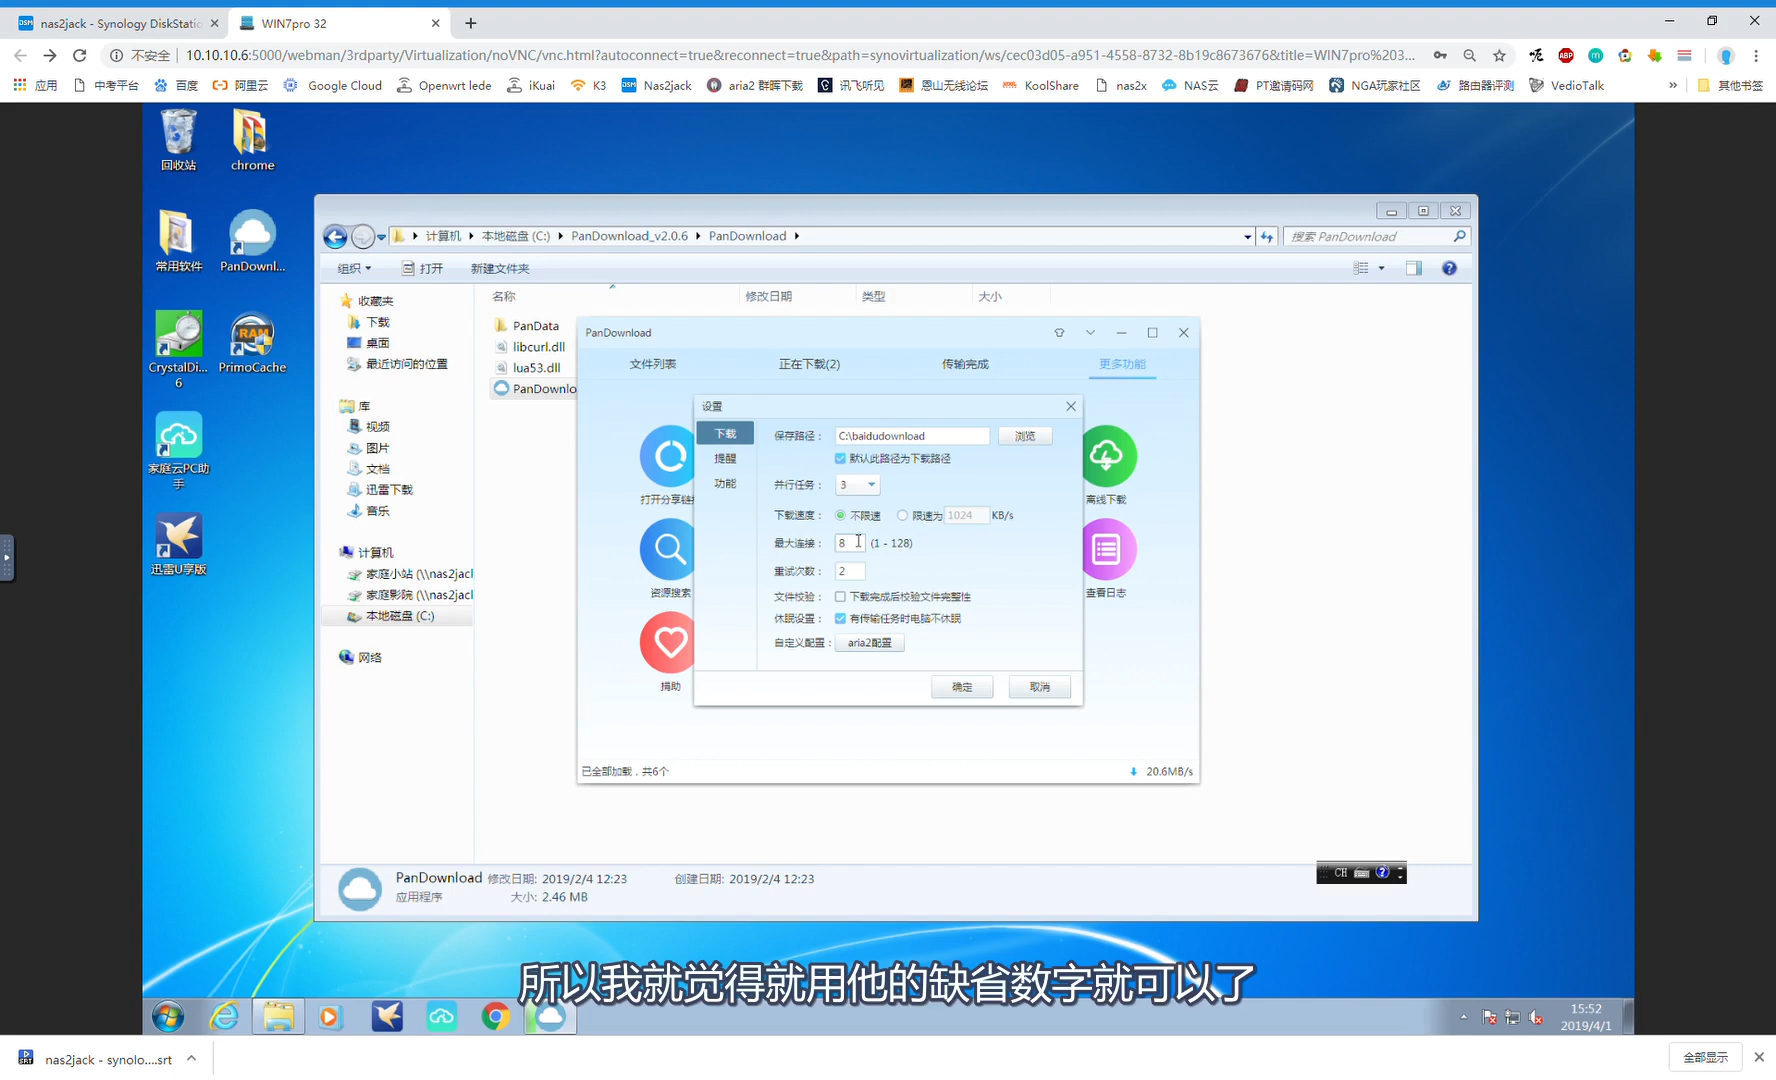 nas2jack - Synology DiskStatio
WIN7pro 32
不安全
10.10.10.6:5000/webman/3rdparty/Virtualization/noVNC/vnc.html?autoconnect=true&reconnect=true&path=synovirtualization/ws/cec03d05-a951-4558-8732-8b19c8673676&title=WIN7pro%203...
应用
中考平台
百度
阿里云
Google Cloud
Openwrt lede
iKuai
K3
Nas2jack
aria2 群晖下载
讯飞听见
恩山无线论坛
KoolShare
nas2x
NAS云
PT邀请码网
NGA玩家社区
路由器评测
VedioTalk
»
其他书签
回收站
chrome
常用软件
PanDownl...
CrystalDi...
6
PrimoCache
家庭云PC助
手
迅雷U享版
计算机
本地磁盘 (C:)
PanDownload_v2.0.6
PanDownload
搜索 PanDownload
组织
打开
新建文件夹
名称
修改日期
类型
大小
收藏夹
下载
桌面
最近访问的位置
库
视频
图片
文档
迅雷下载
音乐
计算机
家庭小站 (\\nas2jacl
家庭影院 (\\nas2jacl
本地磁盘 (C:)
网络
PanData
libcurl.dll
lua53.dll
PanDownlo
PanDownload
文件列表
正在下载(2)
传输完成
更多功能
打开分享链
资源搜索
捐助
离线下载
查看日志
设置
下载
提醒
功能
保存路径：
C:\baidudownload
浏览
默认此路径为下载路径
并行任务：
3
下载速度：
不限速
限速为
1024
KB/s
最大连接：
8
(1 - 128)
重试次数：
2
文件校验：
下载完成后校验文件完整性
休眠设置：
有传输任务时电脑不休眠
自定义配置：
aria2配置
确定
取消
已全部加载，共6个
20.6MB/s
PanDownload
修改日期: 2019/2/4 12:23
创建日期: 2019/2/4 12:23
应用程序
大小: 2.46 MB
CH
所以我就觉得就用他的缺省数字就可以了
15:52
2019/4/1
nas2jack - synolo....srt
全部显示